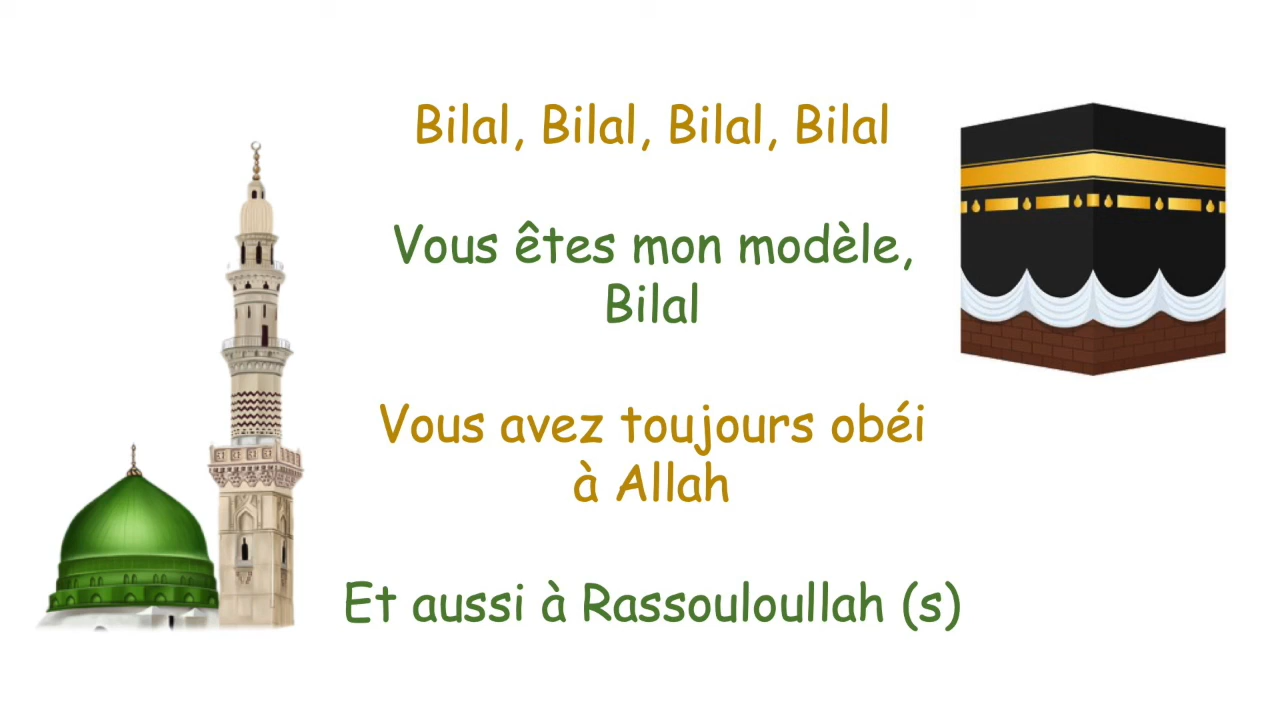 Bilal, Bilal, Bilal, Bilal
Vous êtes mon modèle,
Bilal
Vous avez toujours obéi
à Allah
Et aussi à Rassouloullah (s)